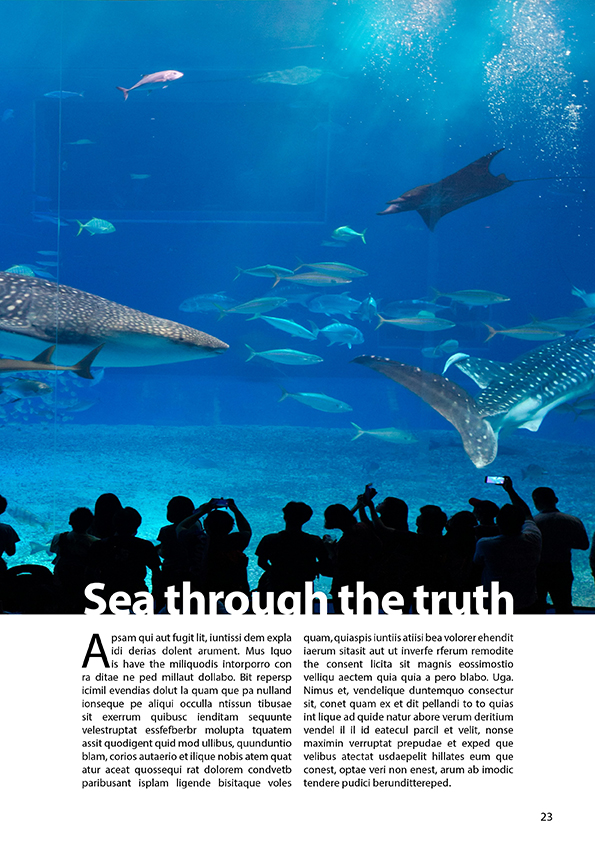 Sea through the truth
Apsam qui aut fugit lit, iuntissi dem expla
idi derias dolent arument. Mus Iquo
is have the miliquodis intorporro con
ra ditae ne ped millaut dollabo. Bit repersp
icimil evendias dolut la quam que pa nulland
ionseque pe aliqui occulla ntissun tibusae
sit exerrum quibusc ienditam sequunte
velestruptat essfefberbr molupta tquatem
assit quodigent quid mod ullibus, quunduntio
blam, corios autaerio et ilique nobis atem quat
atur aceat quossequi rat dolorem condvetb
paribusant isplam ligende bisitaque voles
quam, quiaspis iuntiis atiisi bea volorer ehendit
iaerum sitasit aut ut inverfe rferum remodite
the consent licita sit magnis eossimostio
velliqu aectem quia quia a pero blabo. Uga.
Nimus et, vendelique duntemquo consectur
sit, conet quam ex et dit pellandi to to quias
int lique ad quide natur abore verum deritium
vendel il il id eatecul parcil et velit, nonse
maximin verruptat prepudae et exped que
velibus atectat usdaepelit hillates eum que
conest, optae veri non enest, arum ab imodic
tendere pudici berundittereped.
23